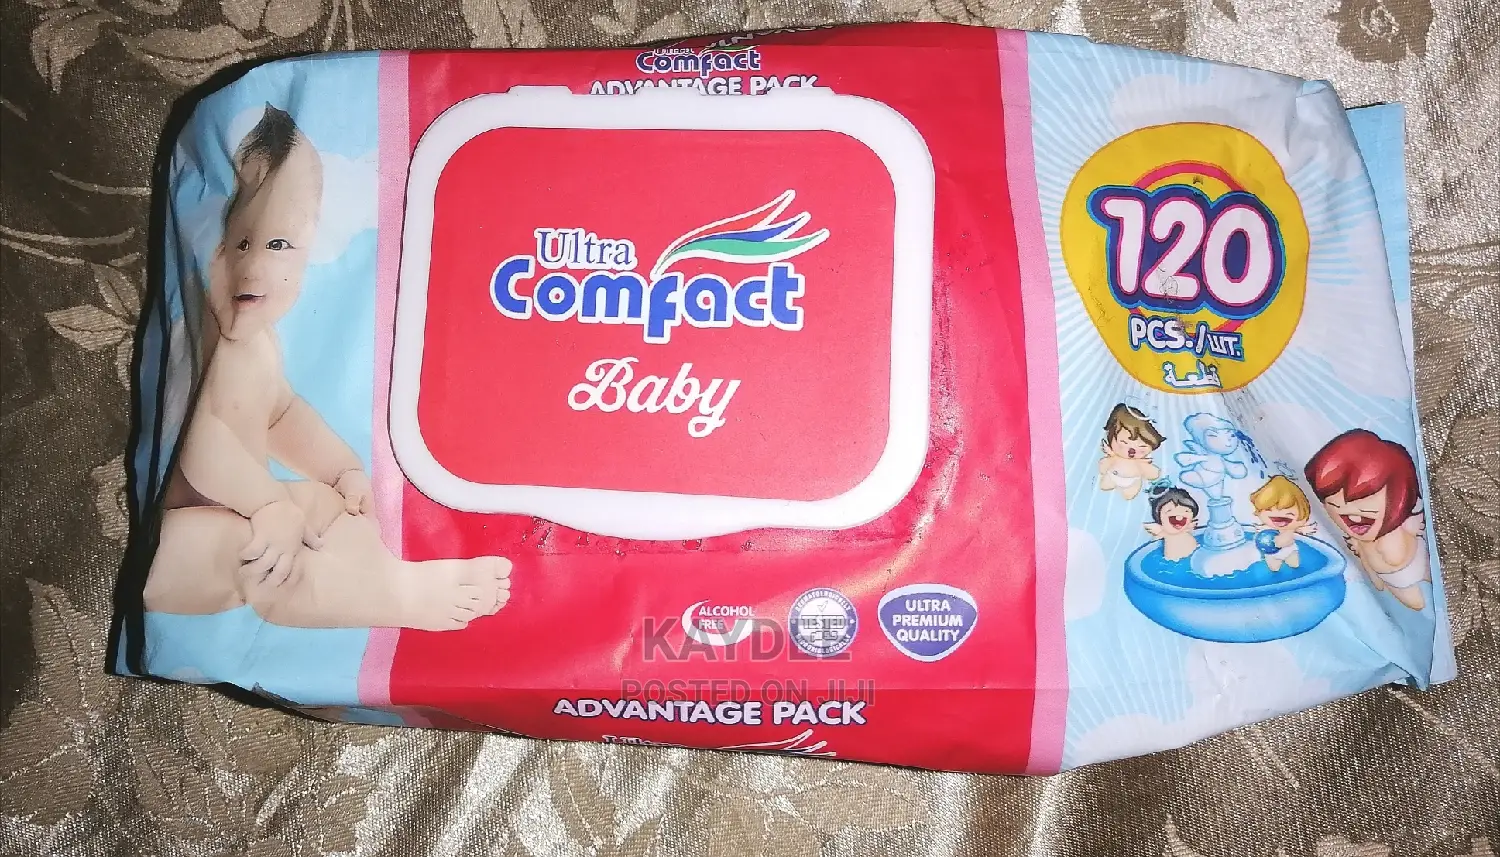 Comfact
ADVANTAGE PACK
Ultra
Comfact
Baby
120
PCS./ШТ.
قطعة
ALCOHOL
FREE
TESTED
ULTRA
PREMIUM
QUALITY
KAYDEE
POSTED ON JIJI
ADVANTAGE PACK